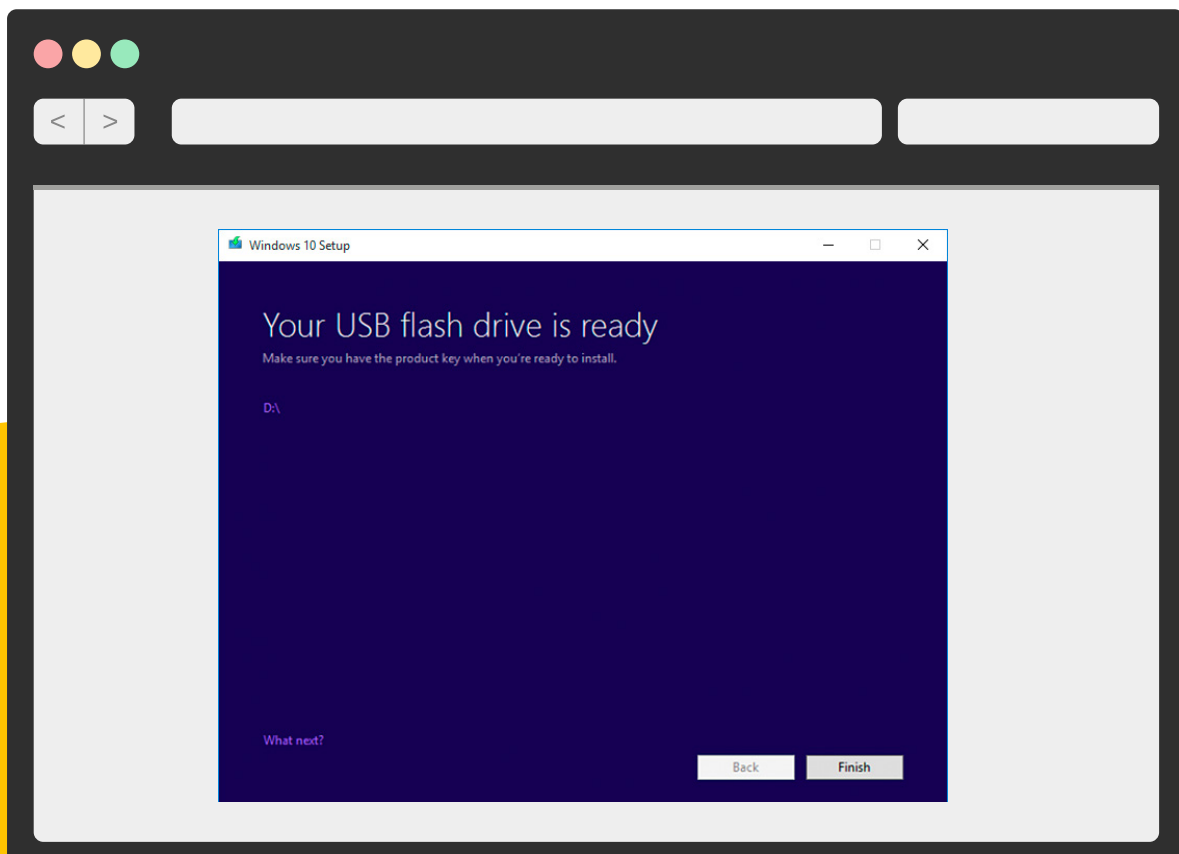 < >
Windows 10 Setup
Your USB flash drive is ready
Make sure you have the product key when you're ready to install.
D:\
What next?
Back Finish